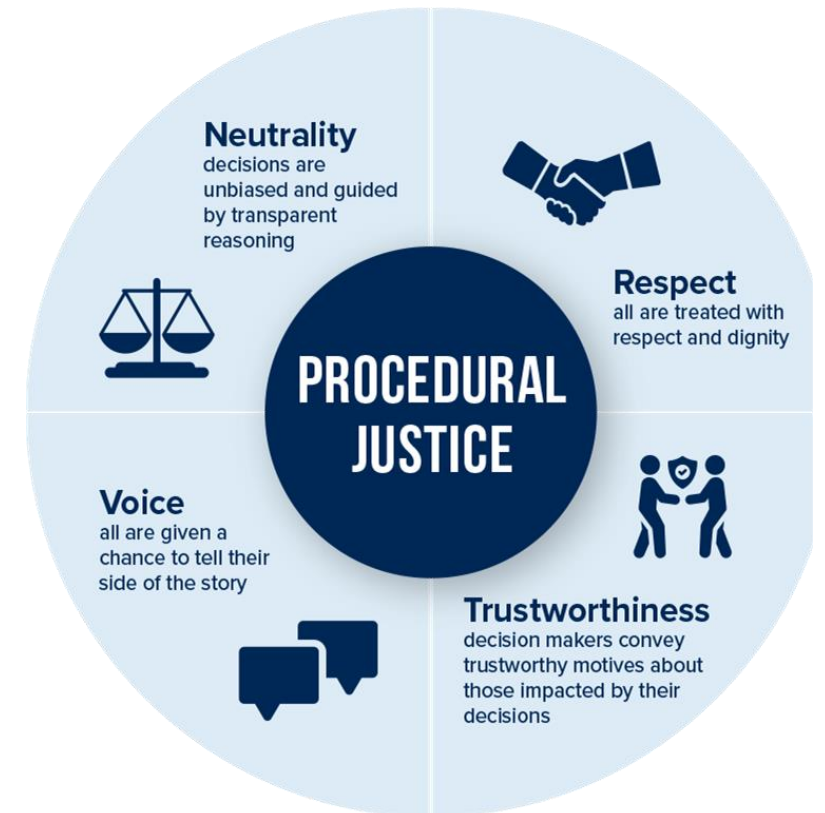 Neutrality
decisions are
unbiased and guided
by transparent
reasoning
Respect
all are treated with
respect and dignity
PROCEDURAL
JUSTICE
Voice
all are given a
chance to tell their
side of the story
Trustworthiness
decision makers convey
trustworthy motives about
those impacted by their
decisions